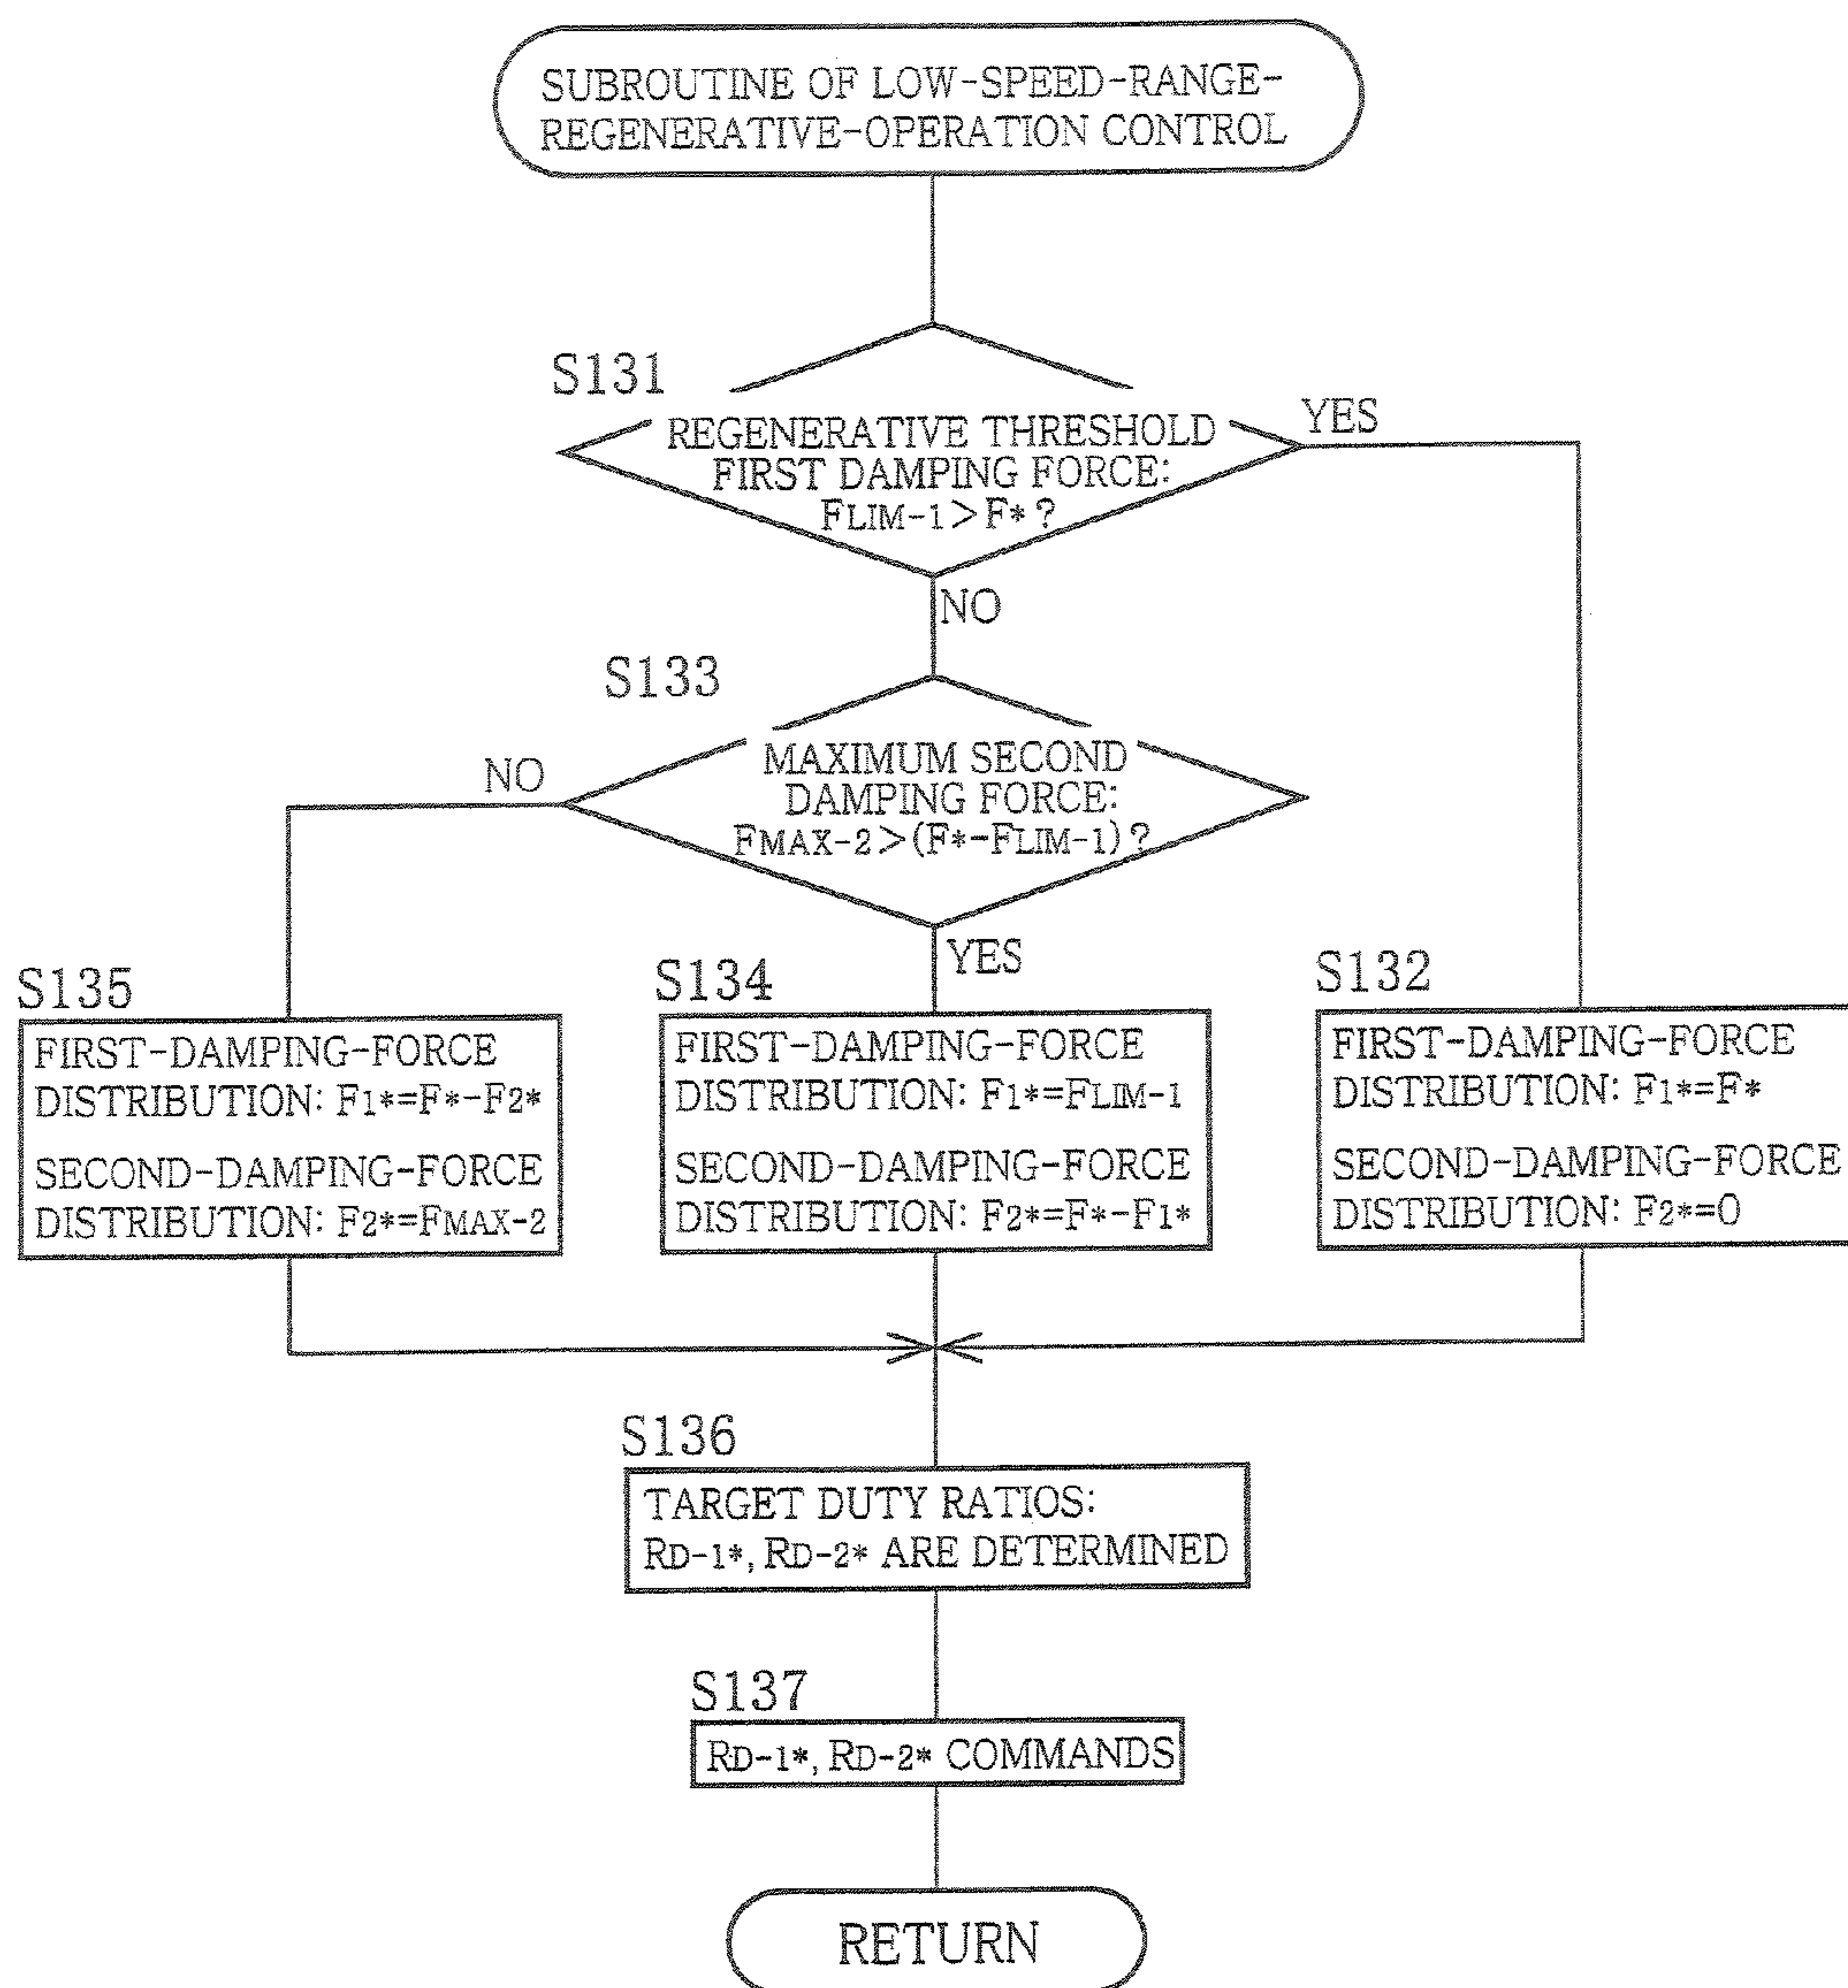 SUBROUTINE OF LOW-SPEED-RANGE-
REGENERATIVE-OPERATION CONTROL
S131
REGENERATIVE THRESHOLD
FIRST DAMPING FORCE:
FLIM-1>F*?
YES
NO
S133
MAXIMUM SECOND
DAMPING FORCE:
FMAX-2>(F*-FLIM-1)?
NO
YES
S135
FIRST-DAMPING-FORCE
DISTRIBUTION: F1*=F*-F2*
SECOND-DAMPING-FORCE
DISTRIBUTION: F2*=FMAX-2
S134
FIRST-DAMPING-FORCE
DISTRIBUTION: F1*=FLIM-1
SECOND-DAMPING-FORCE
DISTRIBUTION: F2*=F*-F1*
S132
FIRST-DAMPING-FORCE
DISTRIBUTION: F1*=F*
SECOND-DAMPING-FORCE
DISTRIBUTION: F2*=0
S136
TARGET DUTY RATIOS:
RD-1*, RD-2* ARE DETERMINED
S137
RD-1*, RD-2* COMMANDS
RETURN